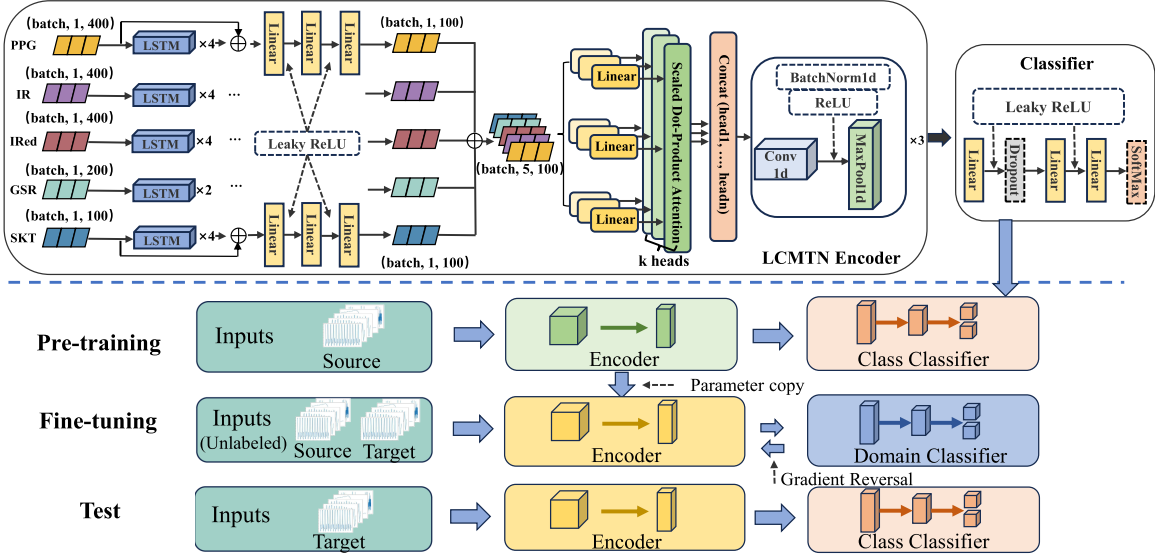 (batch, 1, 400)
PPG
LSTM
×4
Linear
Linear
Linear
(batch, 1, 100)
(batch, 1, 400)
IR
LSTM
×4
...
(batch, 1, 400)
IRed
LSTM
×4
...
Leaky ReLU
(batch, 1, 200)
GSR
LSTM
×2
...
(batch, 1, 100)
SKT
LSTM
×4
Linear
Linear
Linear
(batch, 1, 100)
(batch, 5, 100)
Linear
Linear
Linear
Scaled Dot-Product Attention
k heads
Concat (head1, ..., headn)
BatchNorm1d
ReLU
Conv
1d
MaxPool1d
×3
LCMTN Encoder
Classifier
Leaky ReLU
Linear
Dropout
Linear
Linear
SoftMax
Pre-training
Inputs
Source
Encoder
Class Classifier
Parameter copy
Fine-tuning
Inputs
(Unlabeled)
Source
Target
Encoder
Domain Classifier
Gradient Reversal
Test
Inputs
Target
Encoder
Class Classifier